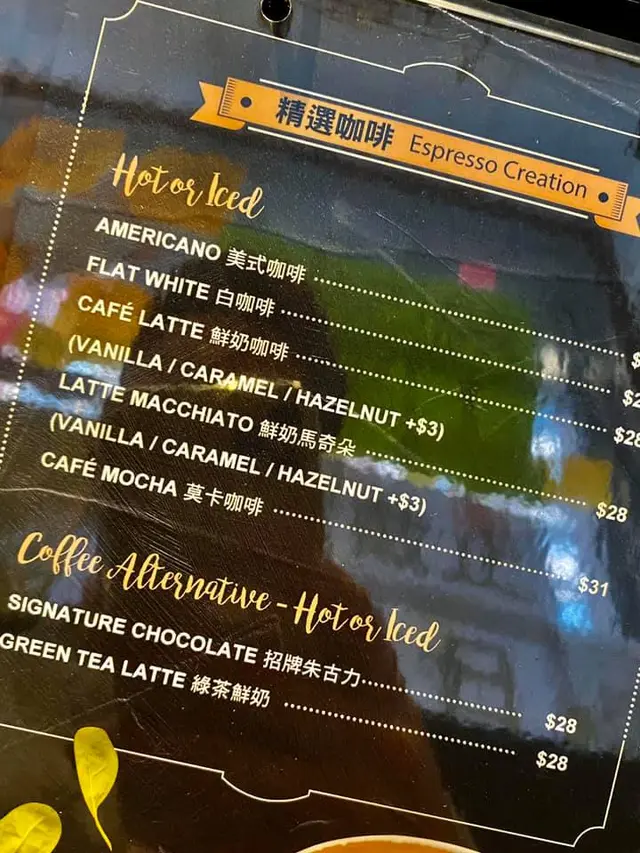 精選咖啡 Espresso Creation
Hot or Iced
AMERICANO 美式咖啡
FLAT WHITE 白咖啡
CAFÉ LATTE 鮮奶咖啡 $28
(VANILLA / CARAMEL / HAZELNUT +$3)
LATTE MACCHIATO 鮮奶馬奇朵 $28
(VANILLA / CARAMEL / HAZELNUT +$3)
CAFÉ MOCHA 莫卡咖啡 $31
Coffee Alternative - Hot or Iced
SIGNATURE CHOCOLATE 招牌朱古力 $28
GREEN TEA LATTE 綠茶鮮奶 $28